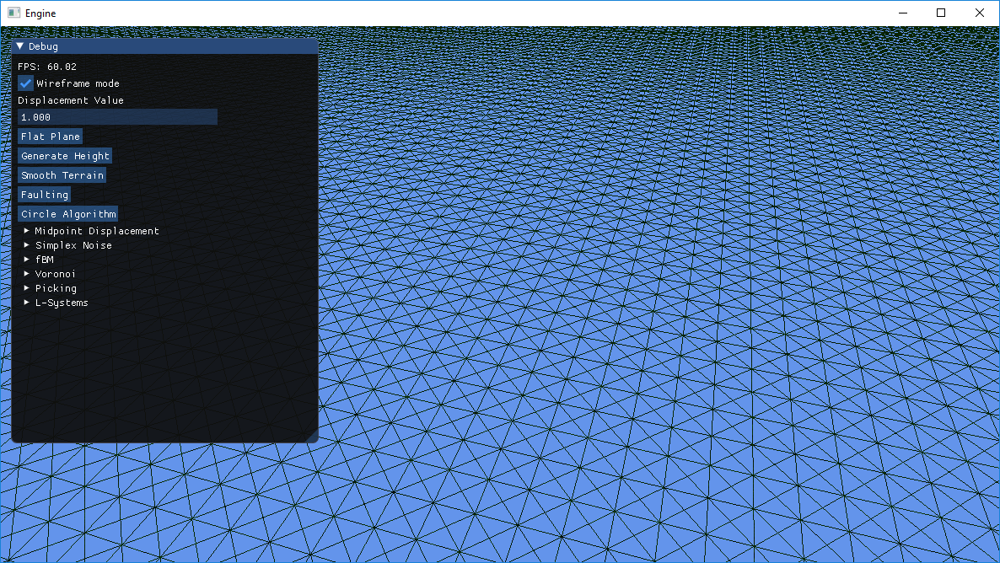 Engine
Debug
FPS: 60.02
Wireframe mode
Displacement Value
1.000
Flat Plane
Generate Height
Smooth Terrain
Faulting
Circle Algorithm
Midpoint Displacement
Simplex Noise
fBM
Voronoi
Picking
L-Systems